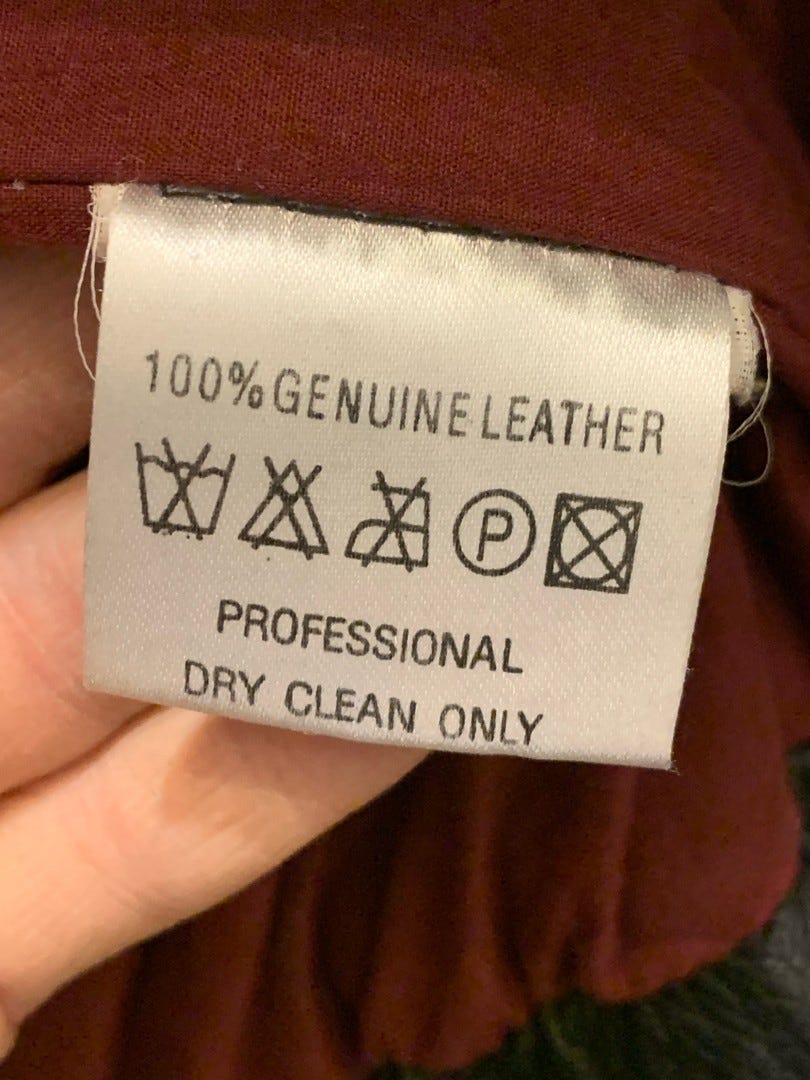 100% GENUINE LEATHER
P
PROFESSIONAL
DRY CLEAN ONLY